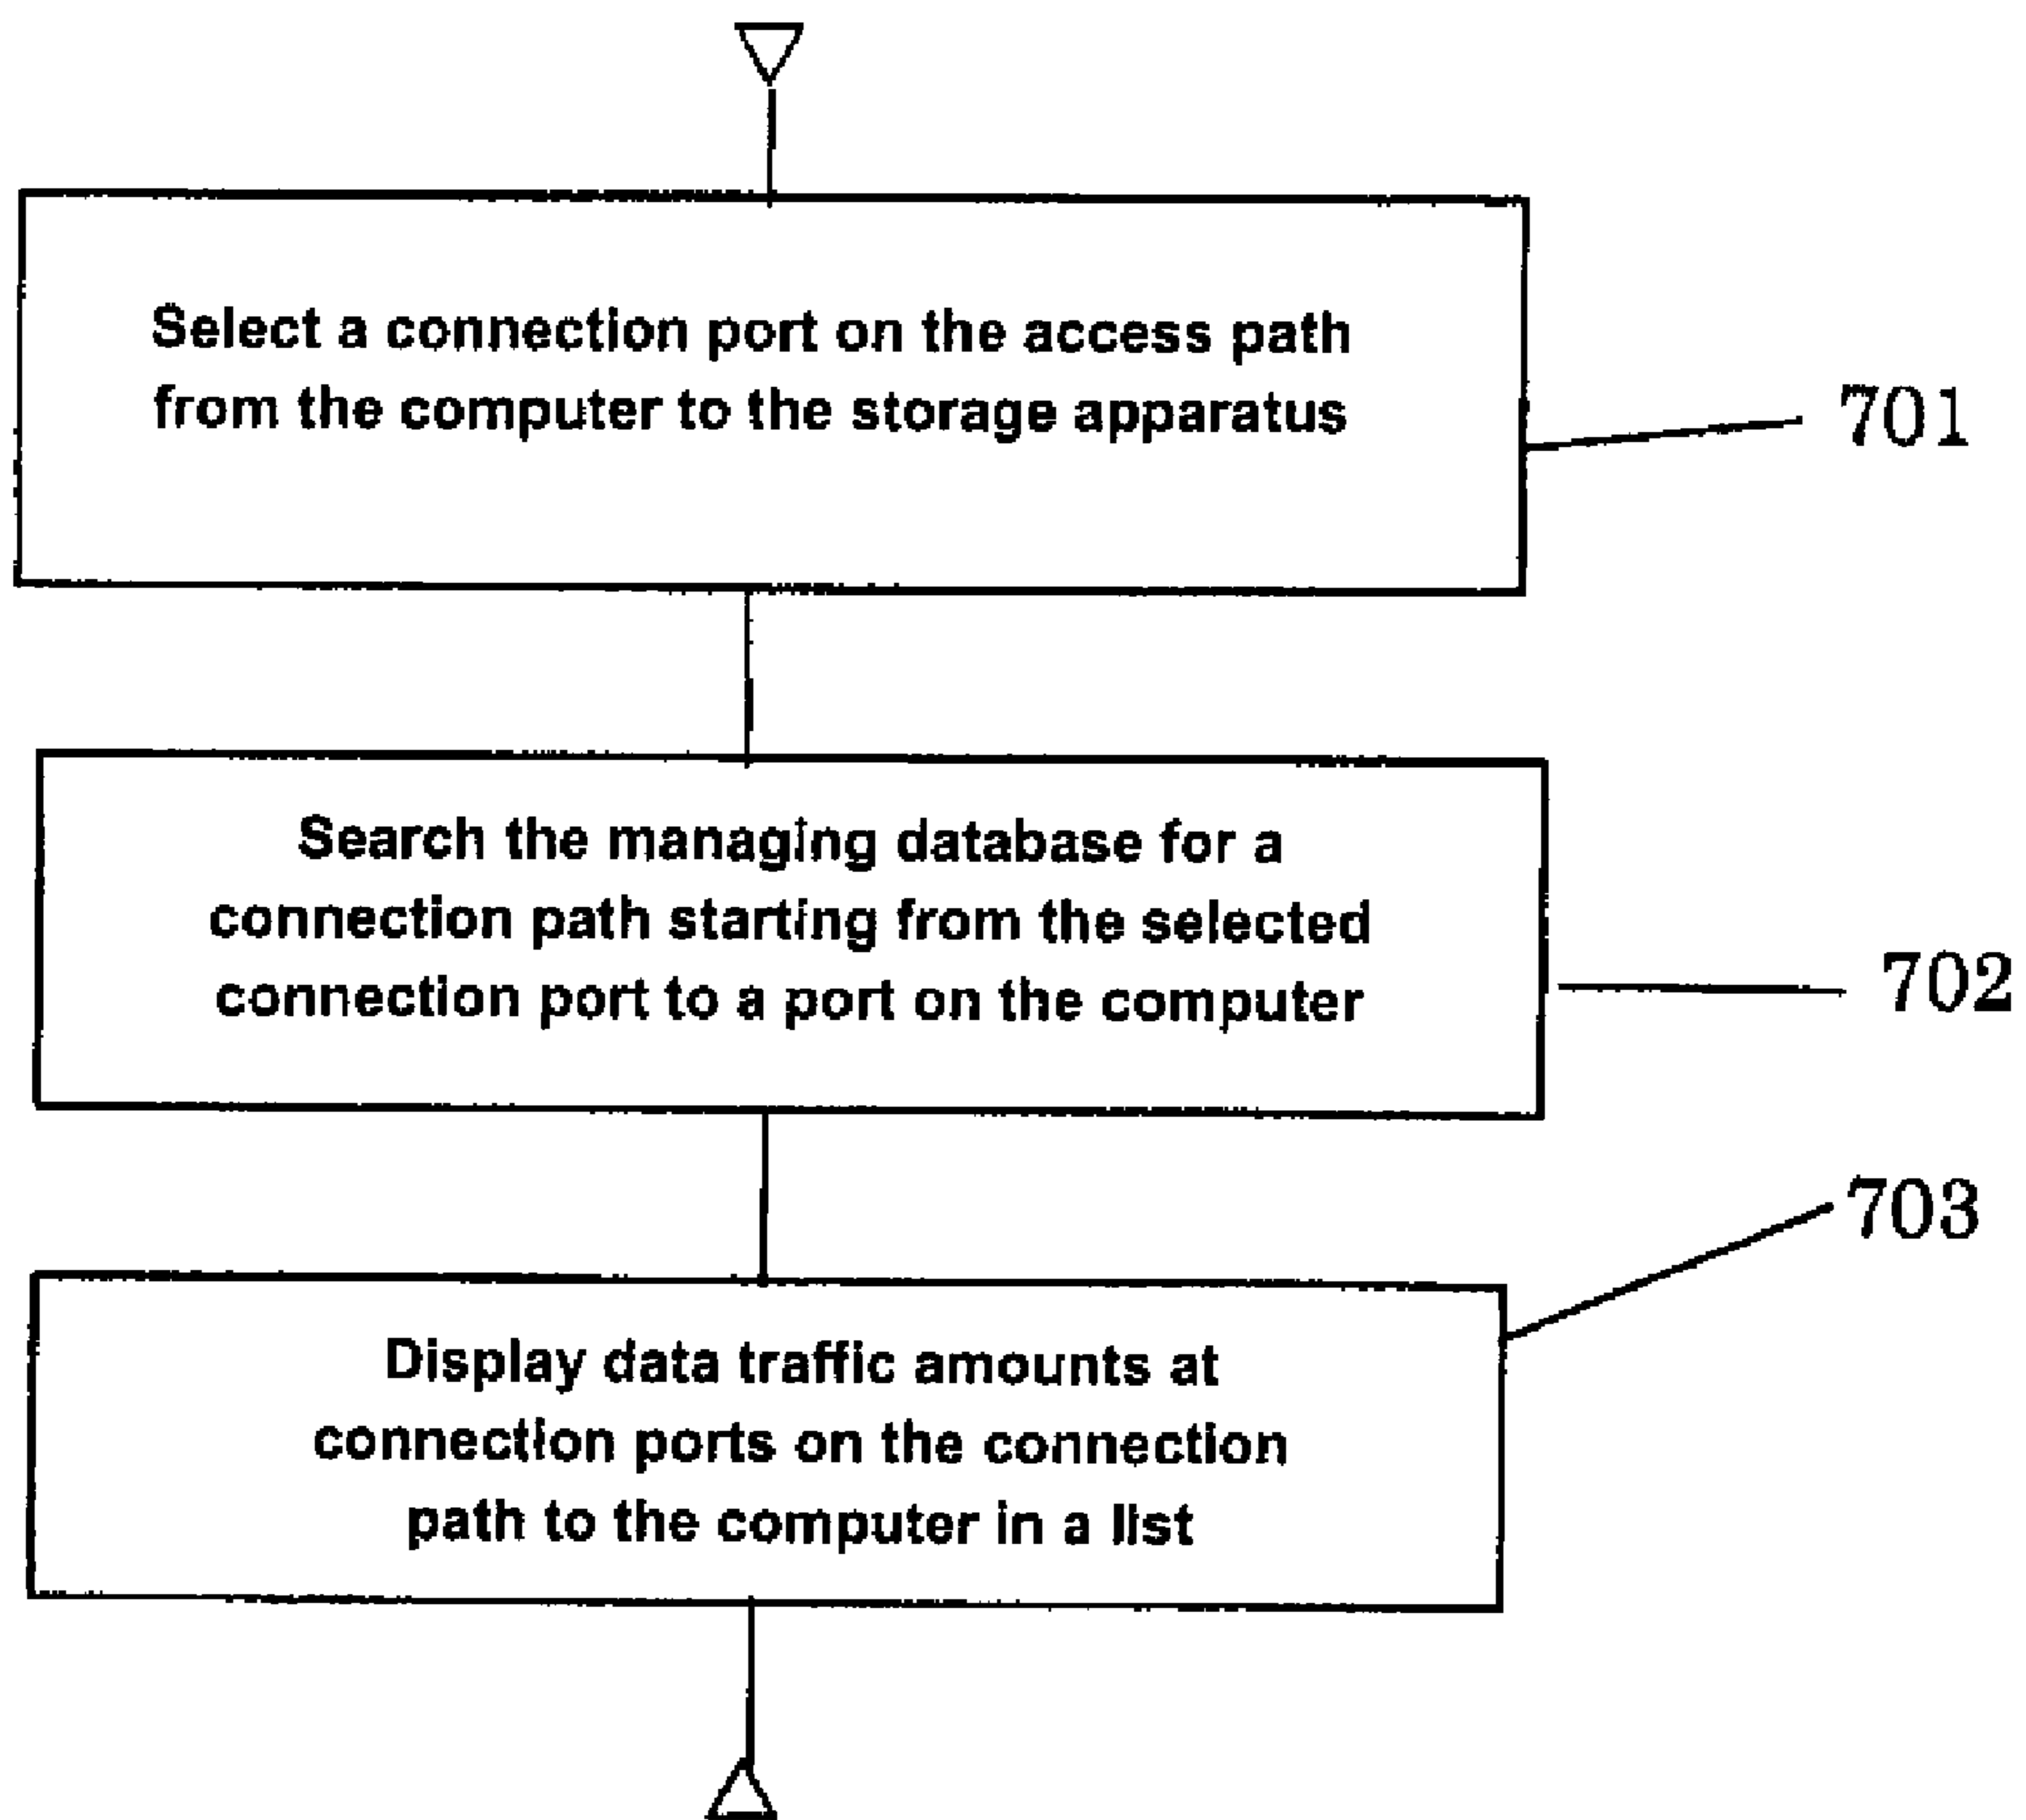 Select a connection port on the access path
from the computer to the storage apparatus
701
Search the managing database for a
connection path starting from the selected
connection port to a port on the computer
702
703
Display data traffic amounts at
connection ports on the connection
path to the computer in a list